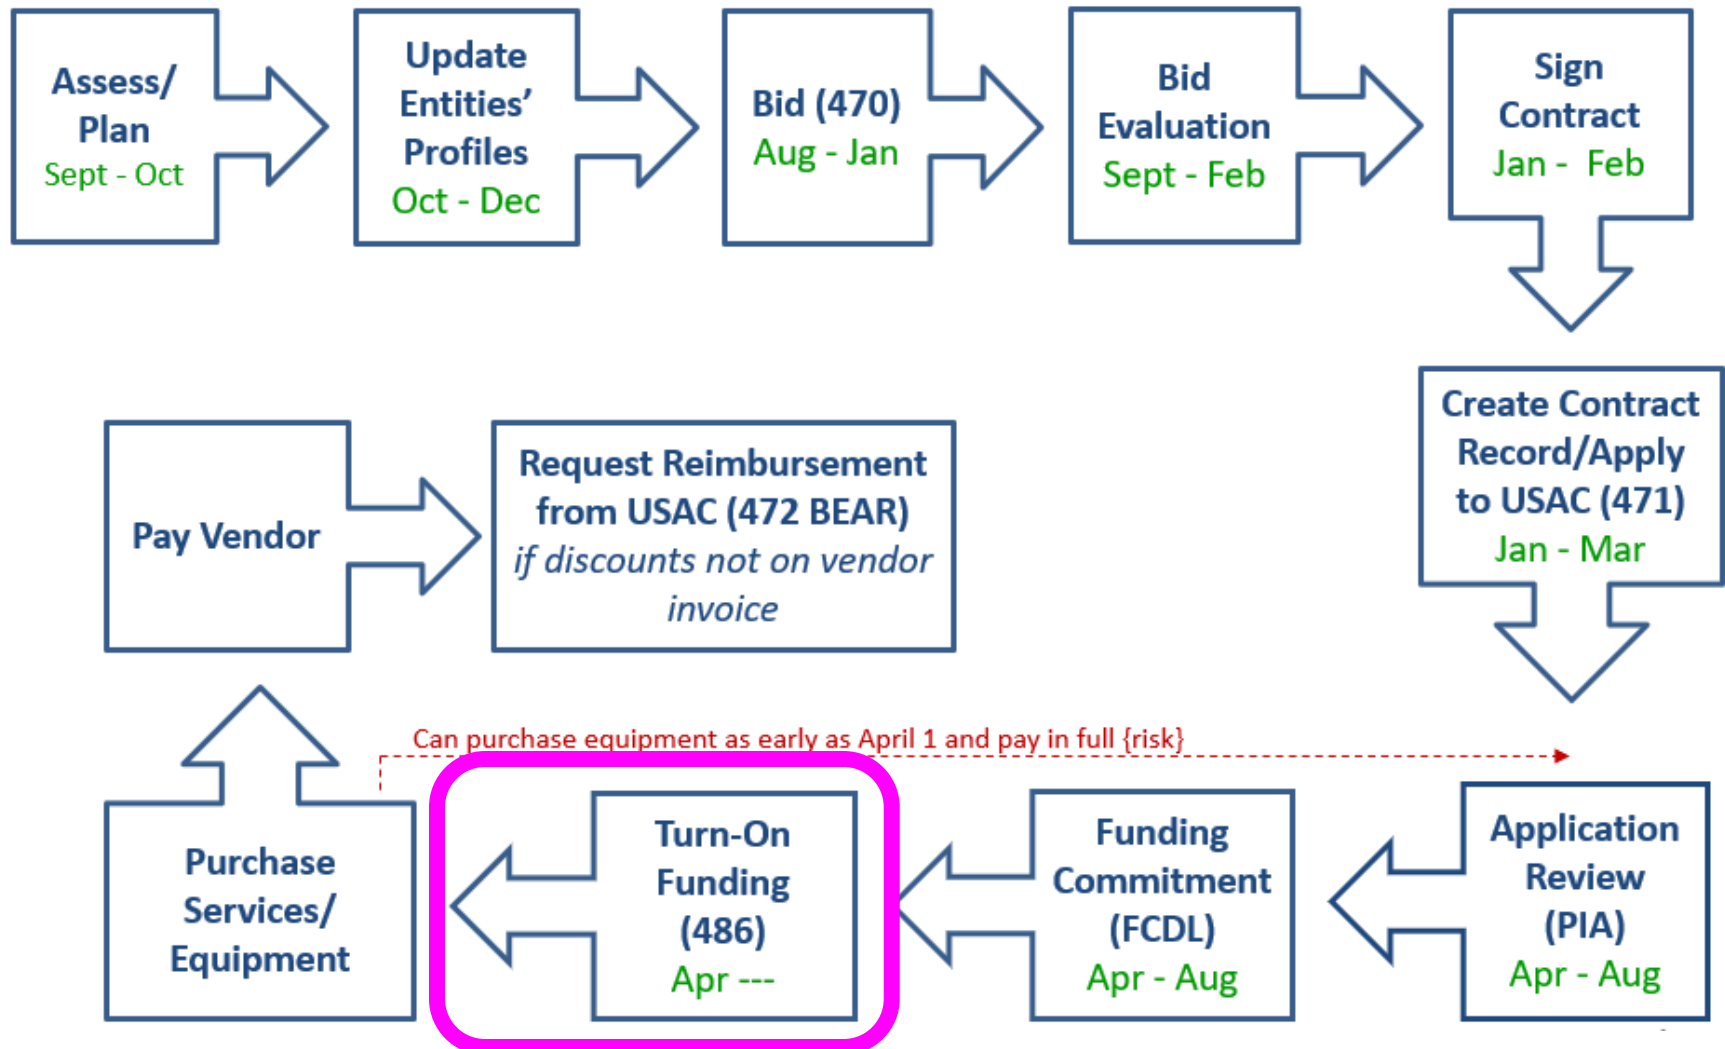 Assess/
Plan
Sept - Oct
Update
Entities’
Profiles
Oct - Dec
Bid (470)
Aug - Jan
Bid
Evaluation
Sept - Feb
Sign
Contract
Jan -  Feb
Create Contract
Record/Apply
to USAC (471)
Jan - Mar
Application
Review
(PIA)
Apr - Aug
Funding
Commitment
(FCDL)
Apr - Aug
Turn-On
Funding
(486)
Apr ---
Can purchase equipment as early as April 1 and pay in full {risk}
Purchase
Services/
Equipment
Pay Vendor
Request Reimbursement
from USAC (472 BEAR)
if discounts not on vendor
invoice